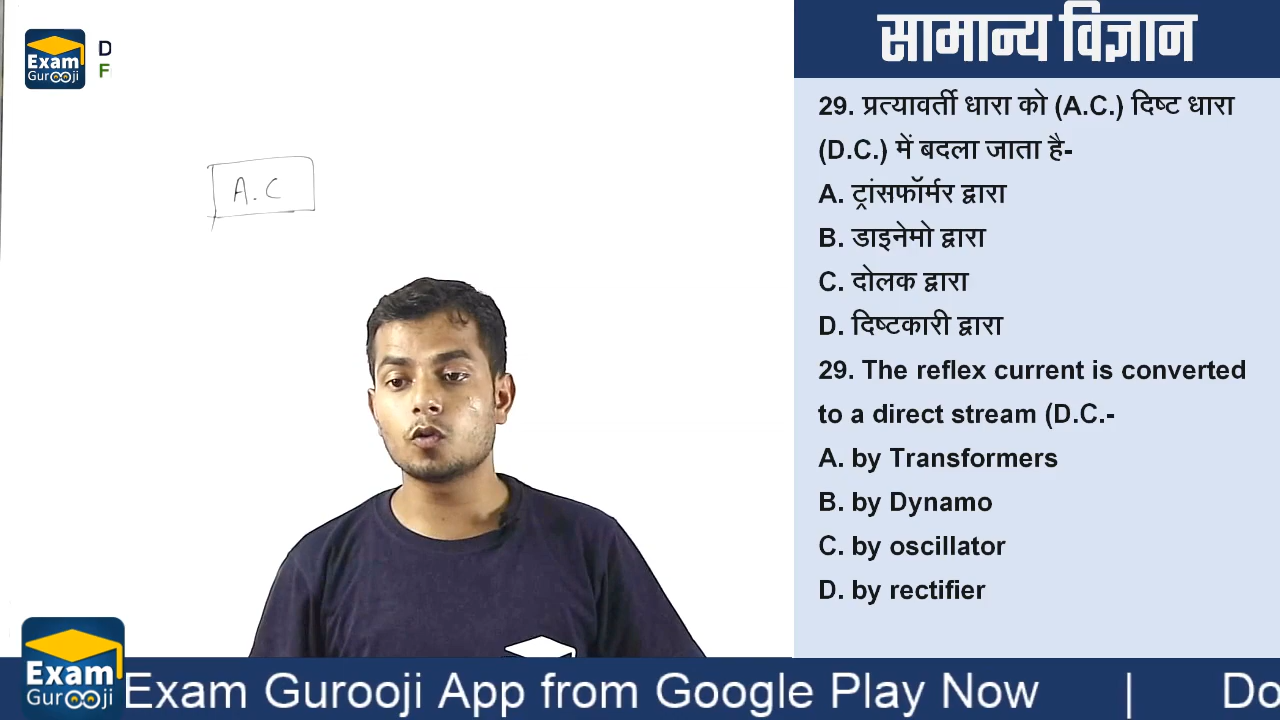 सामान्य विज्ञान
Exam
Gurooji
D
F
A.C
29. प्रत्यावर्ती धारा को (A.C.) दिष्ट धारा
(D.C.) में बदला जाता है-
A. ट्रांसफॉर्मर द्वारा
B. डाइनेमो द्वारा
C. दोलक द्वारा
D. दिष्टकारी द्वारा
29. The reflex current is converted
to a direct stream (D.C.-
A. by Transformers
B. by Dynamo
C. by oscillator
D. by rectifier
Exam
Gurooji
Exam Gurooji App from Google Play Now | Do